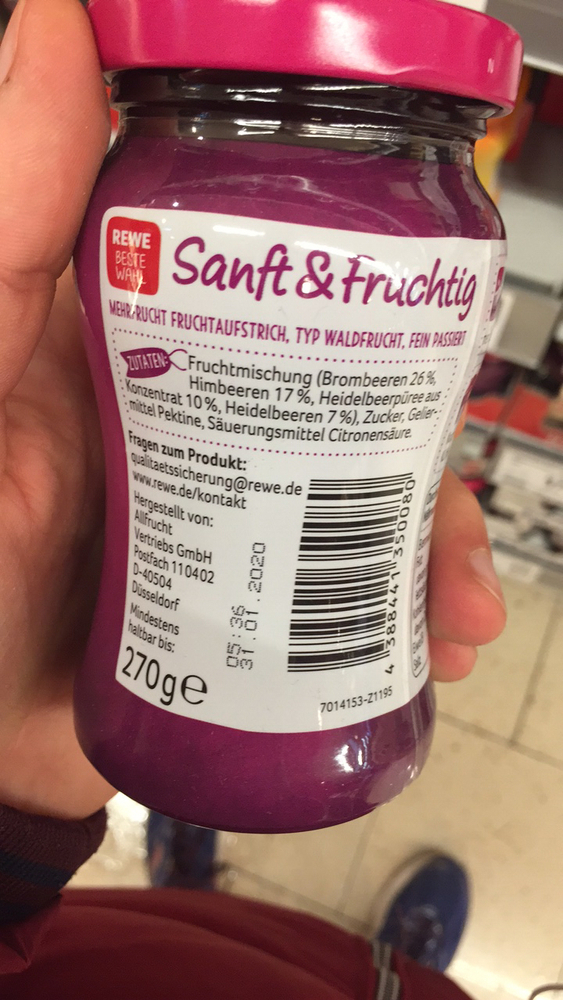 REWE
BESTE
WAHL
Sanft & Fruchtig
MEHRFRUCHT FRUCHTAUFSTRICH, TYP WALDFRUCHT, FEIN PASSIERT
ZUTATEN:
Fruchtmischung (Brombeeren 26 %,
Himbeeren 17 %, Heidelbeerpüree aus
Konzentrat 10 %, Heidelbeeren 7 %), Zucker, Gelier-
mittel Pektine, Säuerungsmittel Citronensäure.
Fragen zum Produkt:
qualitaetssicherung@rewe.de
www.rewe.de/kontakt
Hergestellt von:
Allfrucht
Vertriebs GmbH
Postfach 110402
D-40504
Düsseldorf
Mindestens
haltbar bis:
05:36
31.01.2020
270g e
4 388441 350080
7014153-Z1195